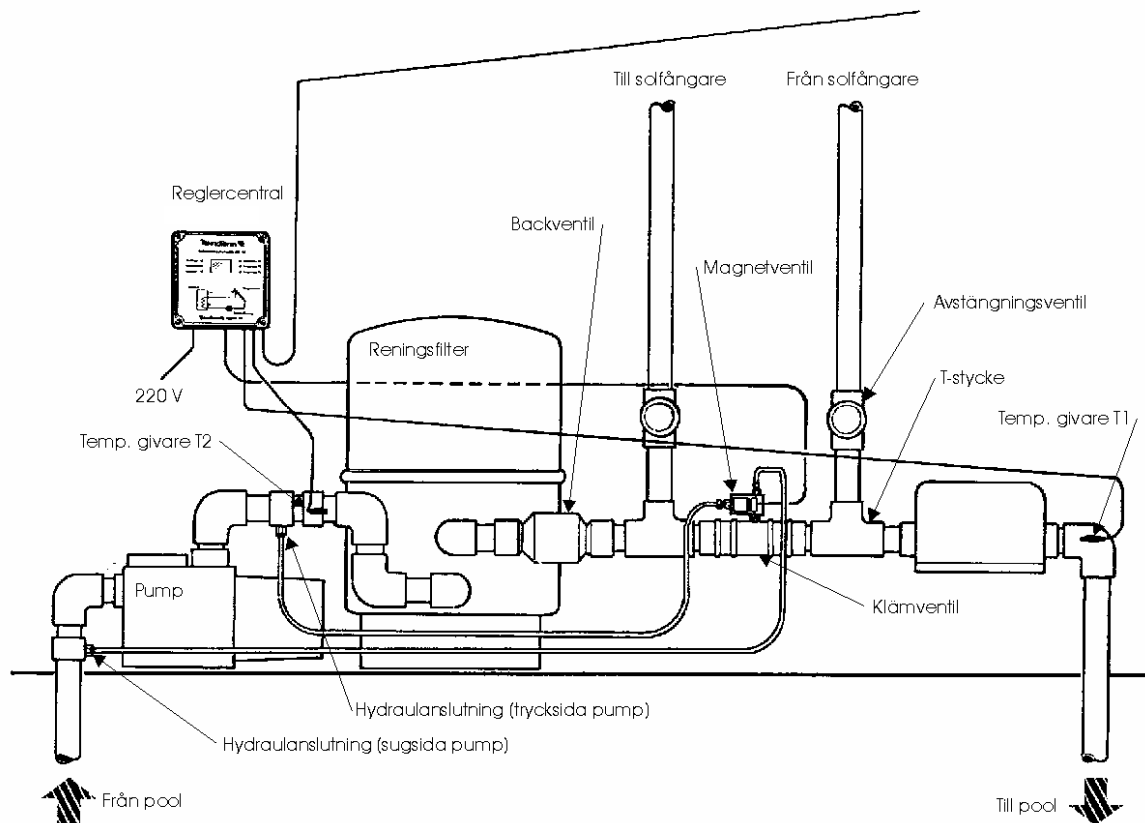 Till solfångare
Från solfångare
Reglercentral
Backventil
Magnetventil
Avstängningsventil
Reningsfilter
220 V
T-stycke
Temp. givare T1
Temp. givare T2
Pump
Klämventil
Hydraulanslutning (trycksida pump)
Hydraulanslutning (sugsida pump)
Från pool
Till pool